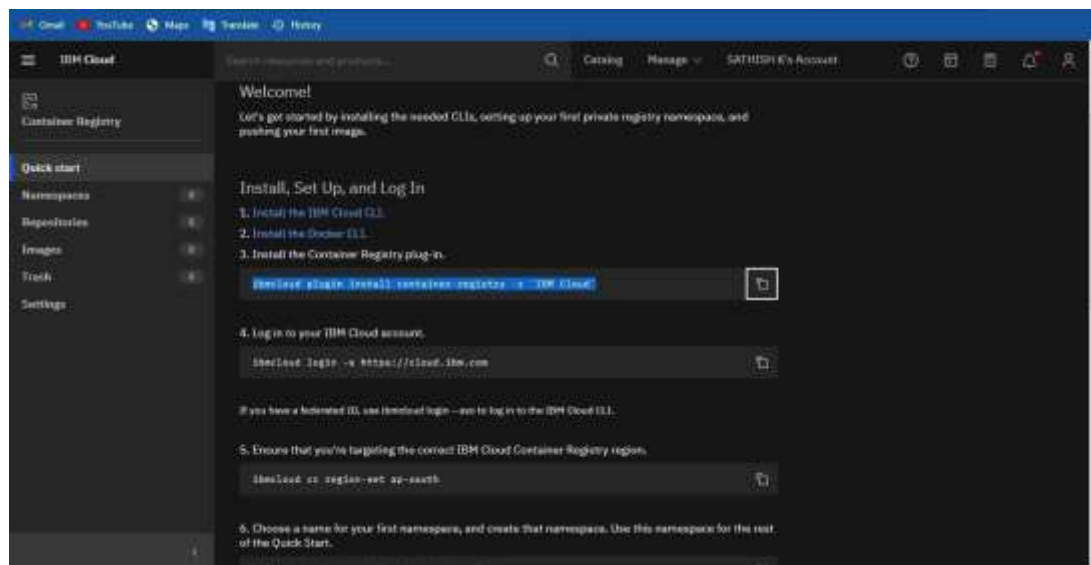 Gmail YouTube Maps Translate History
IBM Cloud
Search resources and products...
Catalog Manage SATHISH K's Account
Container Registry
Quick start
Namespaces
Repositories
Images
Trash
Settings
Welcome!
Let's get started by installing the needed CLIs, setting up your first private registry namespace, and
pushing your first image.
Install, Set Up, and Log In
1. Install the IBM Cloud CLI.
2. Install the Docker CLI.
3. Install the Container Registry plug-in.
ibmcloud plugin install container-registry -r 'IBM Cloud'
4. Log in to your IBM Cloud account.
ibmcloud login -a https://cloud.ibm.com
If you have a federated ID, use ibmcloud login --sso to log in to the IBM Cloud CLI.
5. Ensure that you're targeting the correct IBM Cloud Container Registry region.
ibmcloud cr region-set ap-south
6. Choose a name for your first namespace, and create that namespace. Use this namespace for the rest
of the Quick Start.